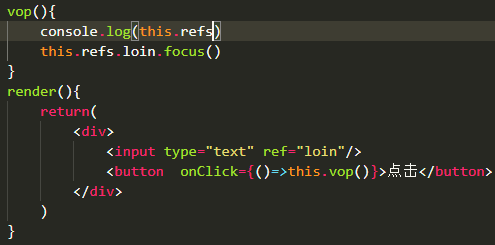 vop(){
    console.log(this.refs)
    this.refs.loin.focus()
}
render(){
    return(
        <div>
            <input type="text" ref="loin"/>
            <button  onClick={()=>this.vop()}>点击</button>
        </div>
    )
}